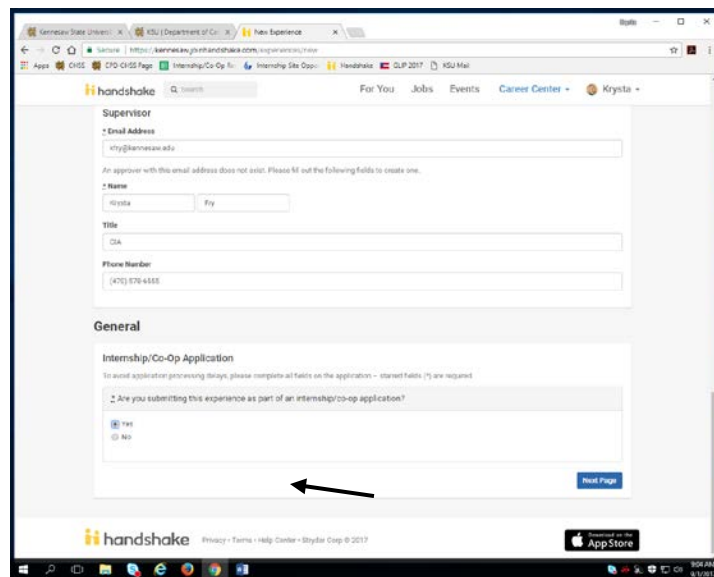 Kennesaw State Universi
KSU | Department of Ca
New Experience
Secure | https://kennesaw.joinhandshake.com/experiences/new
Apps CHSS CPD-CHSS Page Internship/Co-Op Internship Site Oppo Handshake GLIP 2017 KSU Mail
handshake Search For You Jobs Events Career Center Krysta
Supervisor
* Email Address
kfry@kennesaw.edu
An approver with this email address does not exist. Please fill out the following fields to create one.
* Name
Krysta Fry
Title
CIA
Phone Number
General
Internship/Co-Op Application
To avoid application processing delays, please complete all fields on the application – starred fields (*) are required.
* Are you submitting this experience as part of an internship/co-op application?
Yes
No
Next Page
handshake Privacy • Terms • Help Center • Stryder Corp © 2017
Download on the
App Store
9:04 AM